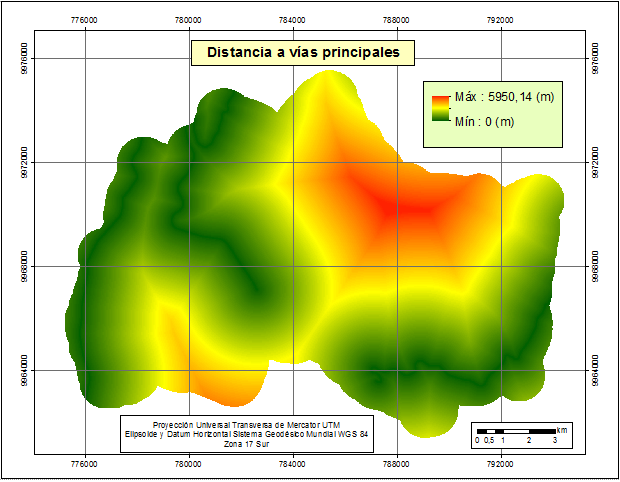 776000 780000 784000 788000 792000
Distancia a vías principales
9976000 9976000
Máx : 5950,14 (m)
Mín : 0 (m)
9972000 9972000
9968000 9968000
9964000 9964000
Proyección Universal Transversa de Mercator UTM
Elipsoide y Datum Horizontal Sistema Geodésico Mundial WGS 84
Zona 17 Sur
km
0 0,5 1 2 3
776000 780000 784000 788000 792000